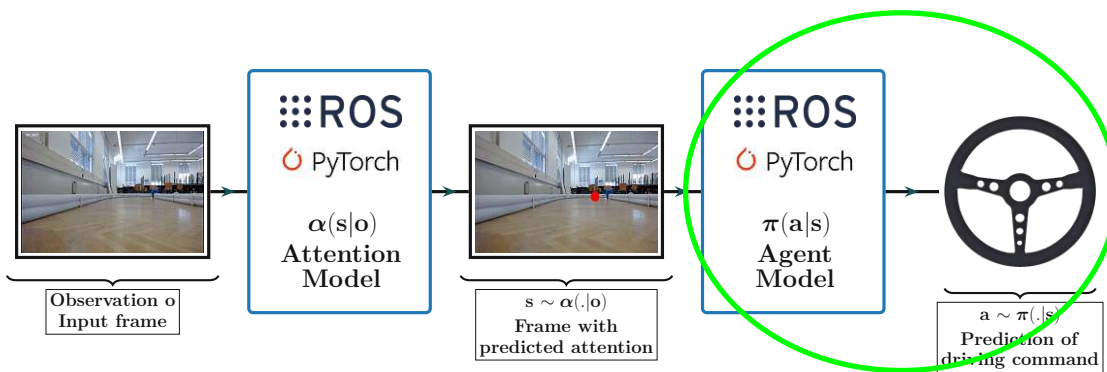 ROS
PyTorch
α(s|o)
Attention
Model
Observation o
Input frame
s ∼ α(.|o)
Frame with
predicted attention
ROS
PyTorch
π(a|s)
Agent
Model
a ∼ π(.|s)
Prediction of
driving command